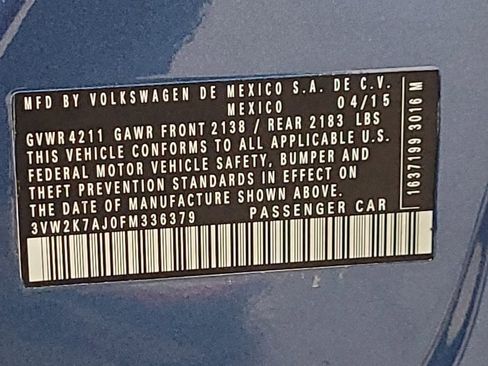 MFD BY VOLKSWAGEN DE MEXICO S.A. DE C.V.
MEXICO 04/15
GVWR 4211 GAWR FRONT 2138 / REAR 2183 LBS
THIS VEHICLE CONFORMS TO ALL APPLICABLE U.S.
FEDERAL MOTOR VEHICLE SAFETY, BUMPER AND
THEFT PREVENTION STANDARDS IN EFFECT ON
THE DATE OF MANUFACTURE SHOWN ABOVE.
3VW2K7AJ0FM336379 PASSENGER CAR
1637199 3016 M